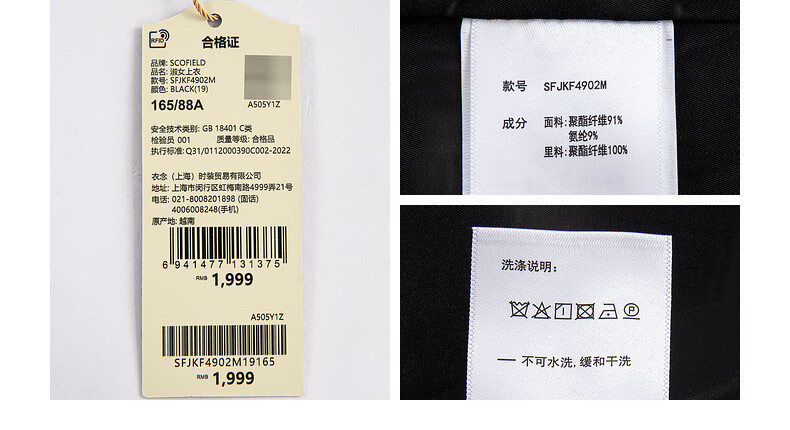 RFID
合格证
品牌: SCOFIELD
品名: 淑女上衣
款号: SFJKF4902M
颜色: BLACK(19)
165/88A
A505Y1Z
安全技术类别: GB 18401 C类
检验员 001 质量等级: 合格品
执行标准: Q31/0112000390C002-2022
衣念（上海）时装贸易有限公司
地址: 上海市闵行区虹梅南路4999弄21号
电话: 021-8008201898 (面话)
4006008248(手机)
原产地: 越南
6 941477 131375
RMB 1,999
A505Y1Z
SFJKF4902M19165
RMB 1,999
款号 SFJKF4902M
成分 面料:聚酯纤维91%
氨纶9%
里料:聚酯纤维100%
洗涤说明:
P
— 不可水洗, 缓和干洗